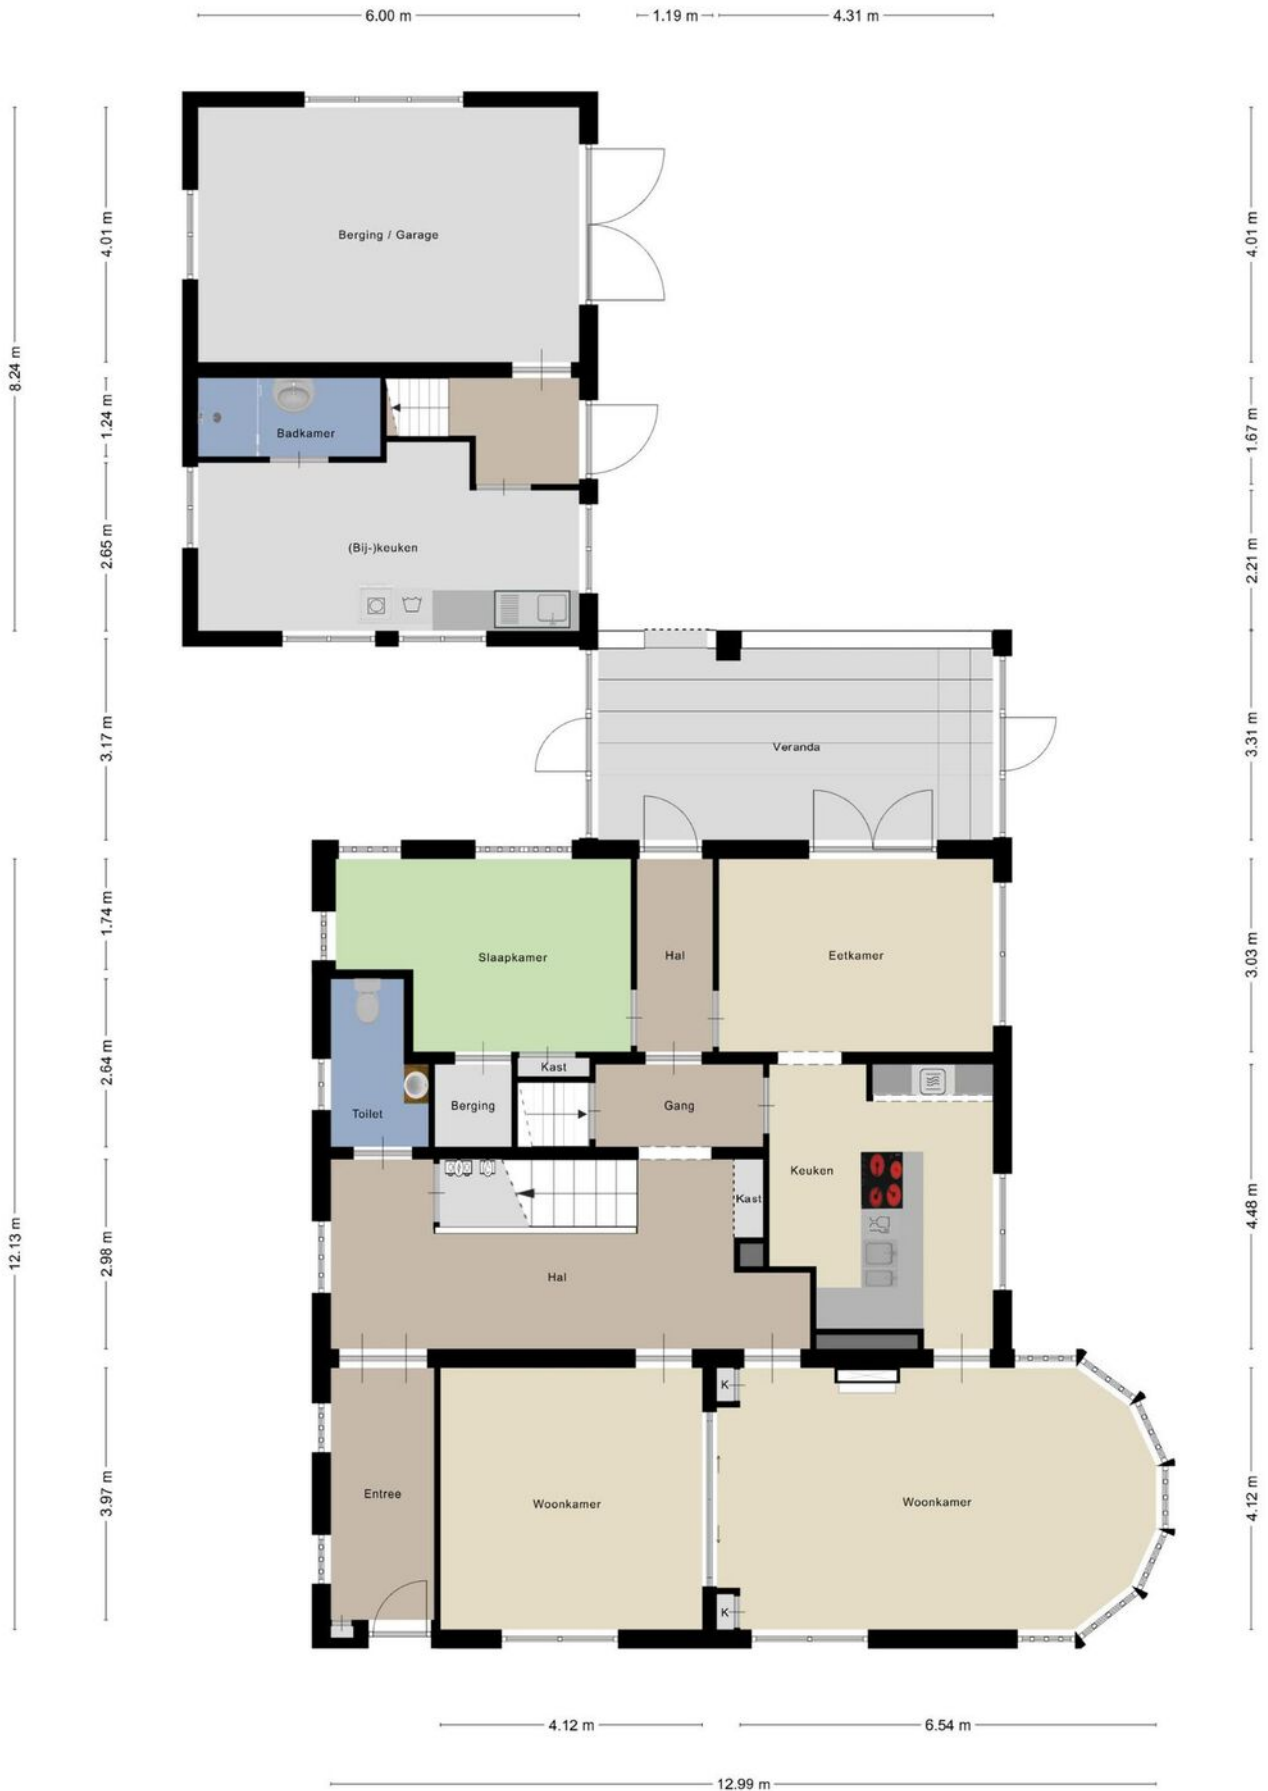 6.00 m
1.19 m
4.31 m
8.24 m
4.01 m
4.01 m
Berging / Garage
1.24 m
1.67 m
Badkamer
2.65 m
2.21 m
(Bij-)keuken
3.17 m
3.31 m
Veranda
1.74 m
3.03 m
Slaapkamer
Hal
Eetkamer
2.64 m
Kast
Berging
Gang
Toilet
12.13 m
2.98 m
4.48 m
Keuken
Kast
Hal
K
3.97 m
4.12 m
Entree
Woonkamer
Woonkamer
K
4.12 m
6.54 m
12.99 m